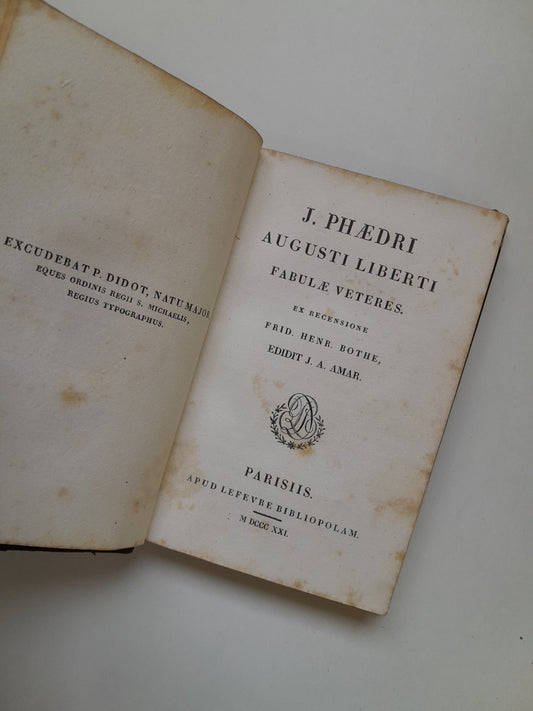 EXCUDEBAT P. DIDOT, NATU MAJOR
EQUES ORDINIS REGII S. MICHAELIS,
REGIUS TYPOGRAPHUS.
J. PHÆDRI
AUGUSTI LIBERTI
FABULÆ VETERES.
EX RECENSIONE
FRID. HENR. BOTHE,
EDIDIT J. A. AMAR.
PARISIIS.
APUD LEFEVRE BIBLIOPOLAM.
M DCCC XXI.